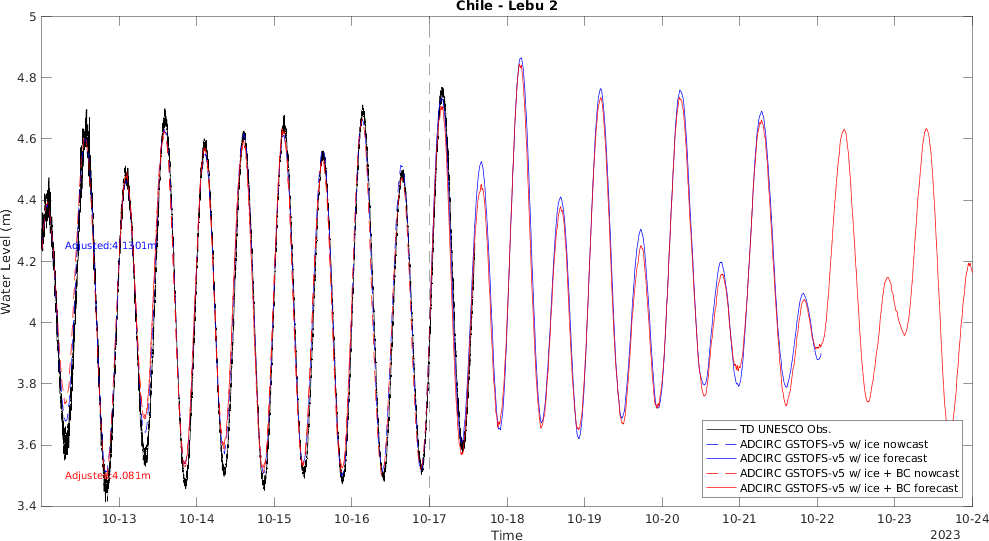 Chile - Lebu 2
5
4.8
4.6
4.4
4.2
4
3.8
3.6
3.4
Water Level (m)
Adjusted:4.1301m
Adjusted:4.081m
TD UNESCO Obs.
ADCIRC GSTOFS-v5 w/ ice nowcast
ADCIRC GSTOFS-v5 w/ ice forecast
ADCIRC GSTOFS-v5 w/ ice + BC nowcast
ADCIRC GSTOFS-v5 w/ ice + BC forecast
10-13 10-14 10-15 10-16 10-17 10-18 10-19 10-20 10-21 10-22 10-23 10-24
Time
2023